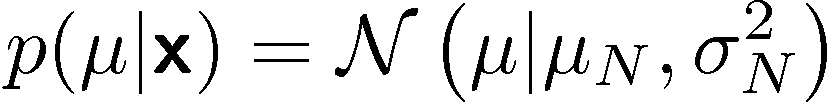 p(μ|𝐱) = 𝒩 (μ|μ_N, σ_N^2)